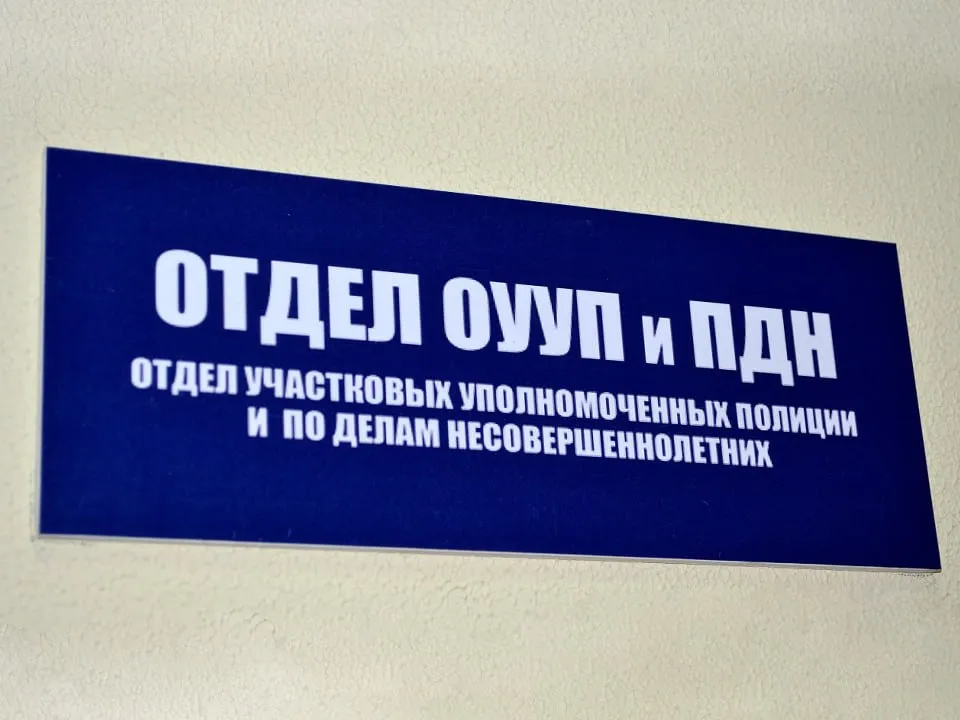 ОТДЕЛ ОУУП и ПДН
ОТДЕЛ УЧАСТКОВЫХ УПОЛНОМОЧЕННЫХ ПОЛИЦИИ
И ПО ДЕЛАМ НЕСОВЕРШЕННОЛЕТНИХ